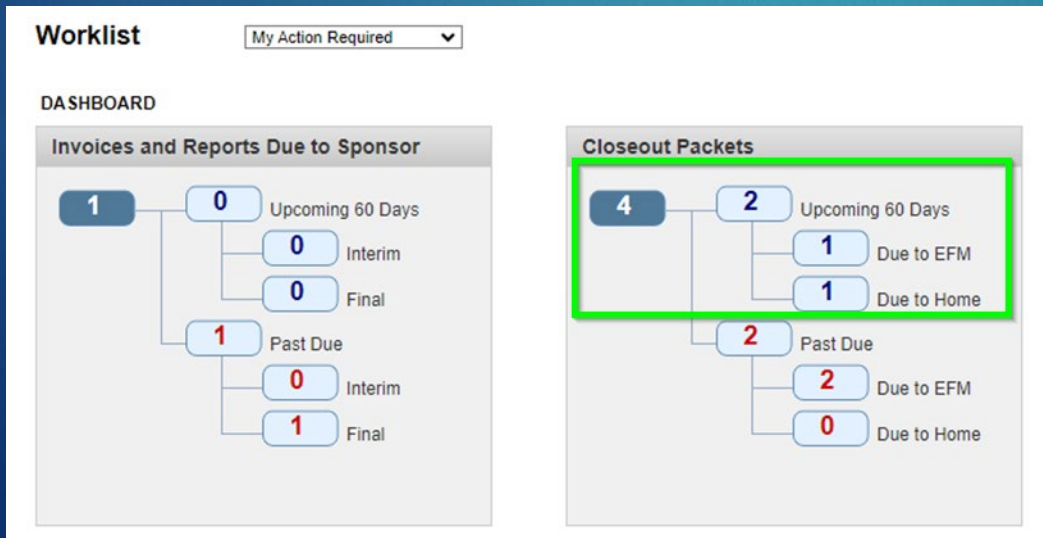 Worklist
My Action Required
DASHBOARD
Invoices and Reports Due to Sponsor
1
0 Upcoming 60 Days
0 Interim
0 Final
1 Past Due
0 Interim
1 Final
Closeout Packets
4
2 Upcoming 60 Days
1 Due to EFM
1 Due to Home
2 Past Due
2 Due to EFM
0 Due to Home